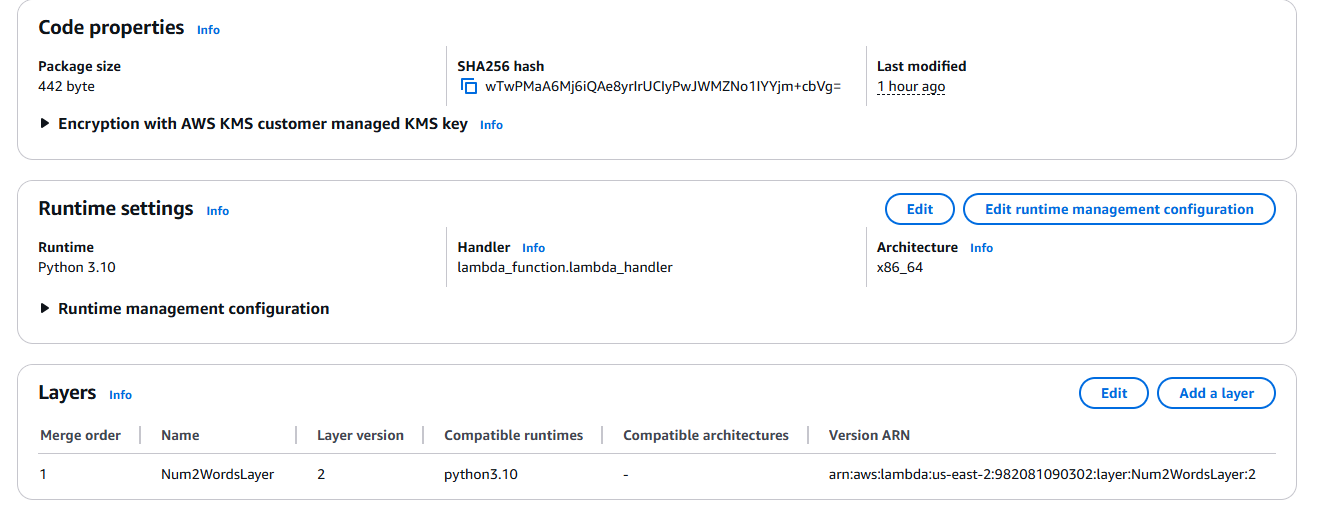 Code properties Info
Package size SHA256 hash Last modified
442 byte wTwPMaA6Mj6iQAe8yrIrUCIyPwJWMZNo1IYYjm+cbVg= 1 hour ago
Encryption with AWS KMS customer managed KMS key Info
Runtime settings Info Edit Edit runtime management configuration
Runtime Handler Info Architecture Info
Python 3.10 lambda_function.lambda_handler x86_64
Runtime management configuration
Layers Info Edit Add a layer
Merge order Name Layer version Compatible runtimes Compatible architectures Version ARN
1 Num2WordsLayer 2 python3.10 - arn:aws:lambda:us-east-2:982081090302:layer:Num2WordsLayer:2